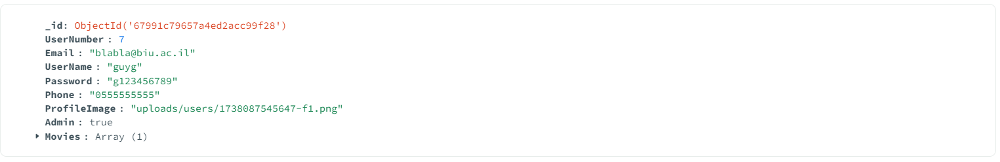 _id: ObjectId('67991c79657a4ed2acc99f28')
UserNumber : 7
Email : "blabla@biu.ac.il"
UserName : "guyg"
Password : "g123456789"
Phone : "0555555555"
ProfileImage : "uploads/users/1738087545647-f1.png"
Admin : true
Movies : Array (1)